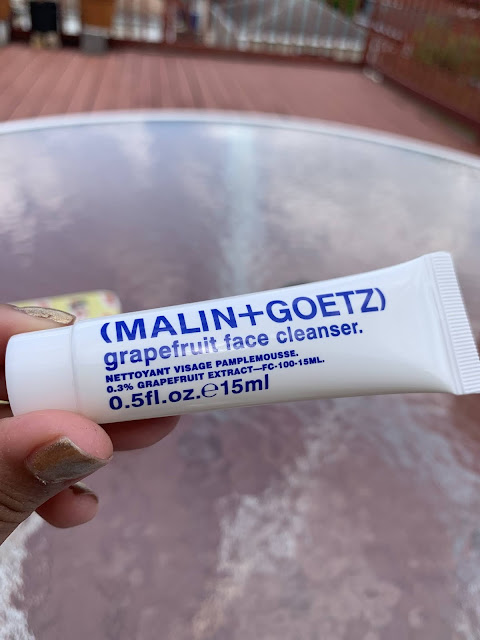 (MALIN+GOETZ)
grapefruit face cleanser.
NETTOYANT VISAGE PAMPLEMOUSSE.
0.3% GRAPEFRUIT EXTRACT—FC-100-15ML.
0.5fl.oz.℮15ml